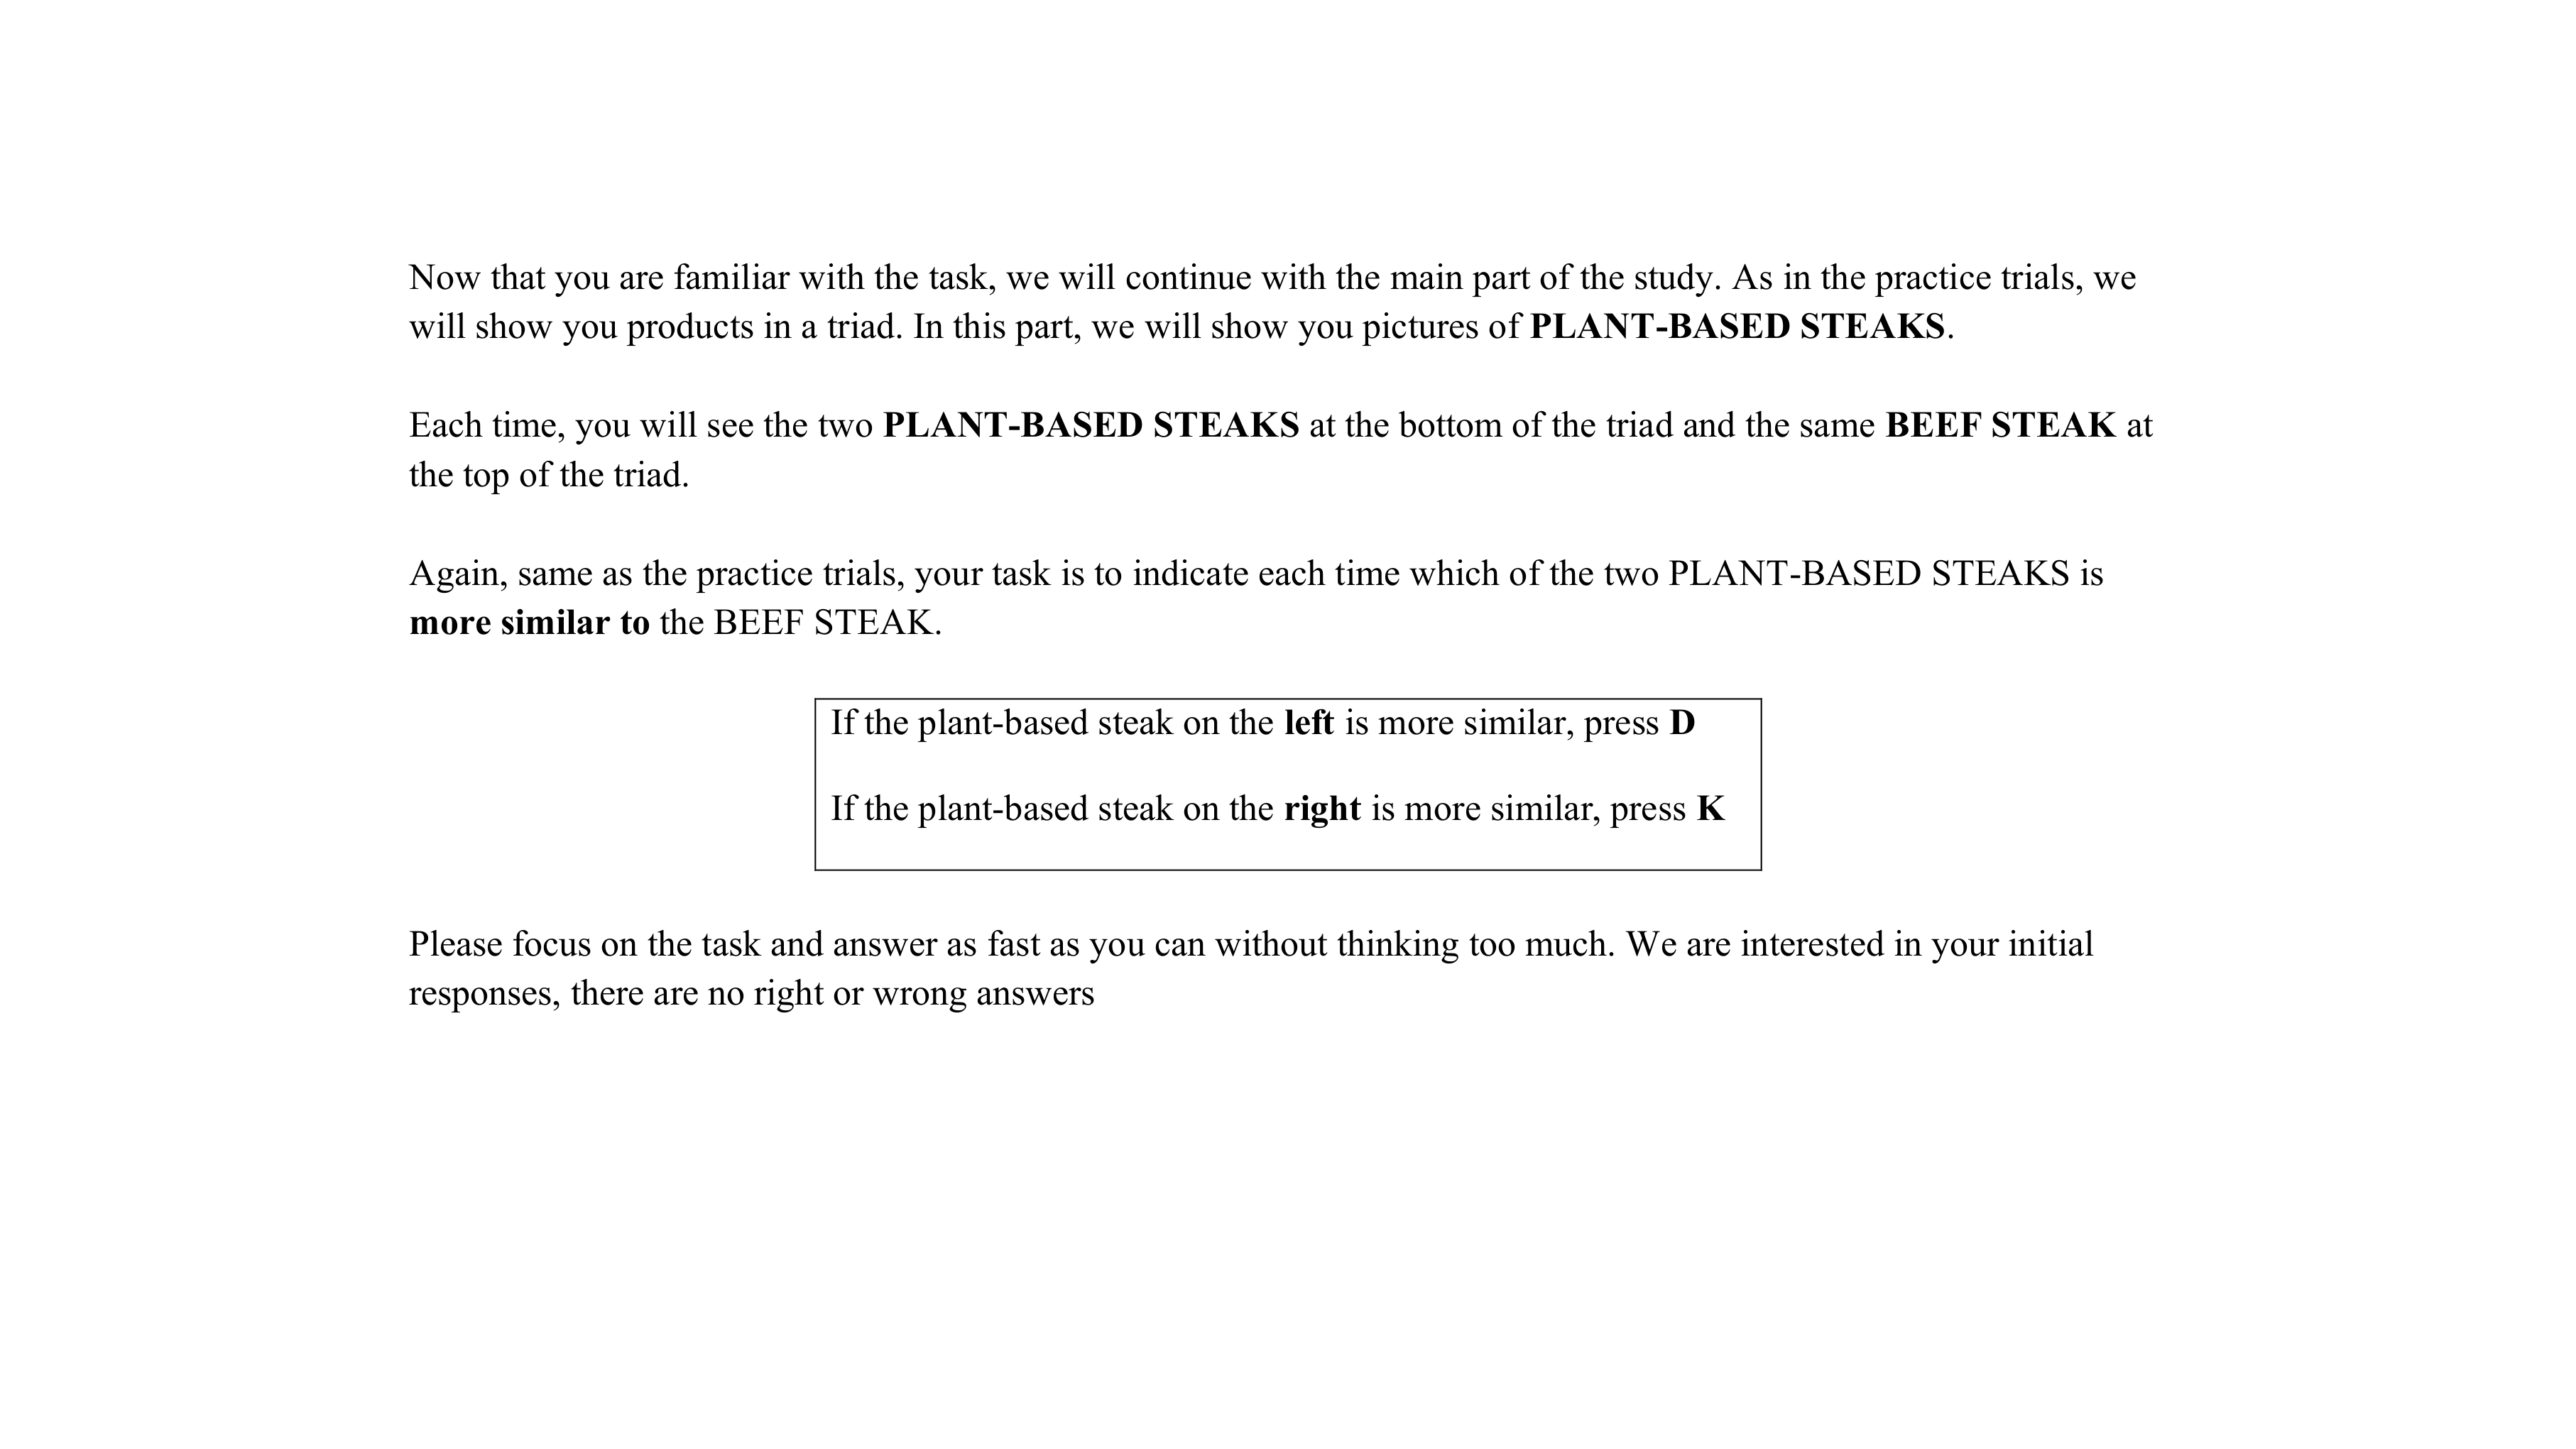 Now that you are familiar with the task, we will continue with the main part of the study. As in the practice trials, we
will show you products in a triad. In this part, we will show you pictures of PLANT-BASED STEAKS.
Each time, you will see the two PLANT-BASED STEAKS at the bottom of the triad and the same BEEF STEAK at
the top of the triad.
Again, same as the practice trials, your task is to indicate each time which of the two PLANT-BASED STEAKS is
more similar to the BEEF STEAK.
If the plant-based steak on the left is more similar, press D
If the plant-based steak on the right is more similar, press K
Please focus on the task and answer as fast as you can without thinking too much. We are interested in your initial
responses, there are no right or wrong answers